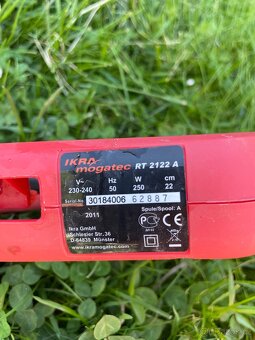 IKRA
mogatec RT 2122 A
V~ Hz W cm
230-240 50 250 22
Serial-No. 30184006 62887
2011 Spule/Spool: A
Ikra GmbH
Schlesier Str. 36
D-64839 Münster
www.ikramogatec.com